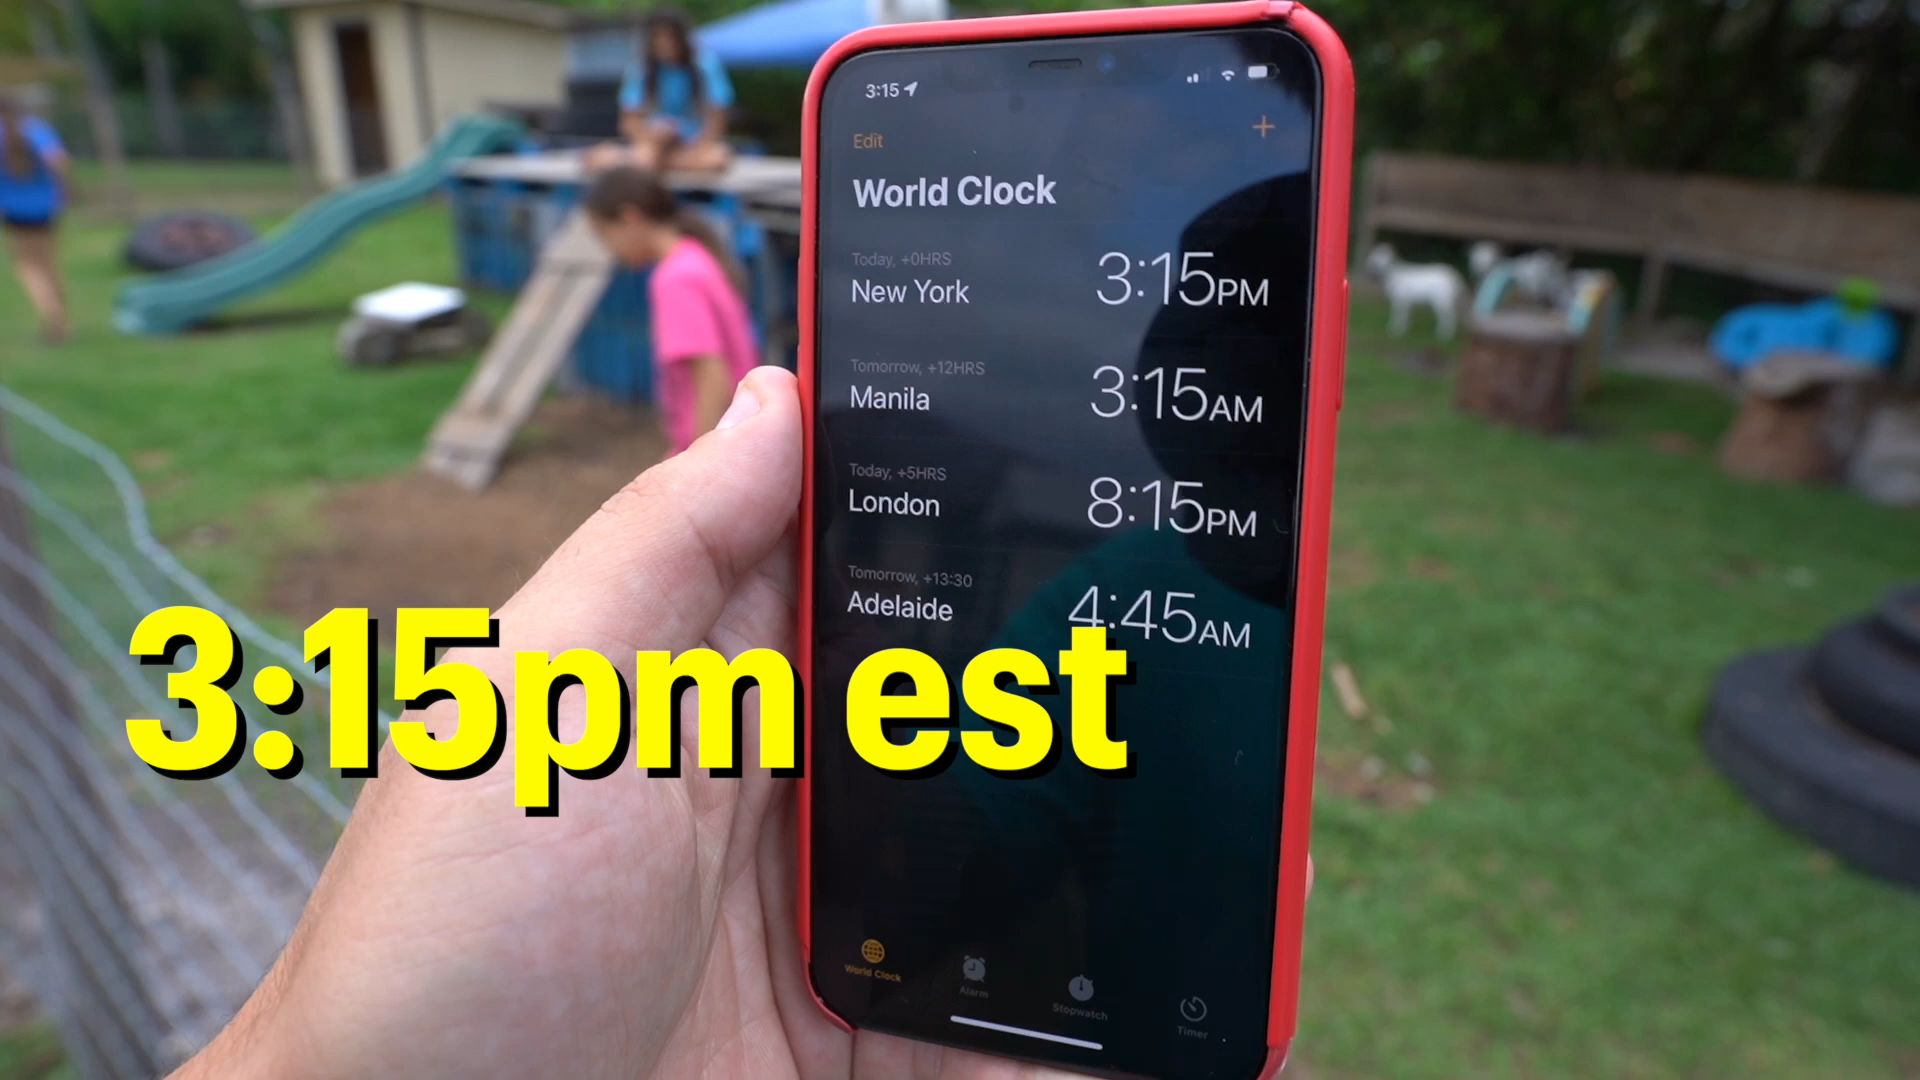 3:15
Edit
+
World Clock
Today, +0HRS
New York
3:15PM
Tomorrow, +12HRS
Manila
3:15AM
Today, +5HRS
London
8:15PM
Tomorrow, +13:30
Adelaide
4:45AM
3:15pm est
World Clock
Alarm
Stopwatch
Timer